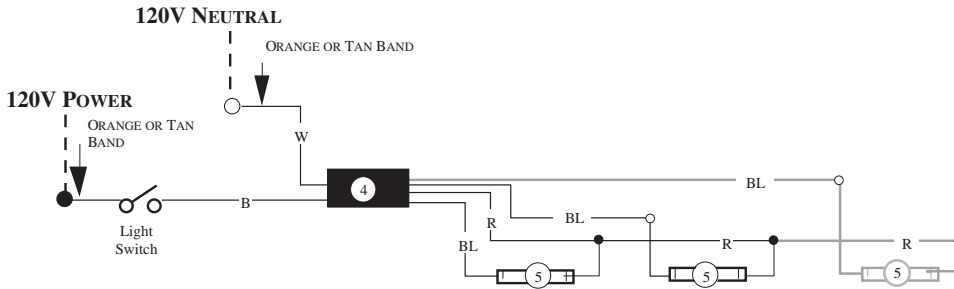 120V NEUTRAL
ORANGE OR TAN BAND
120V POWER
ORANGE OR TAN
BAND
W
4
BL
B
R
BL
BL
R
R
Light
Switch
5
5
5